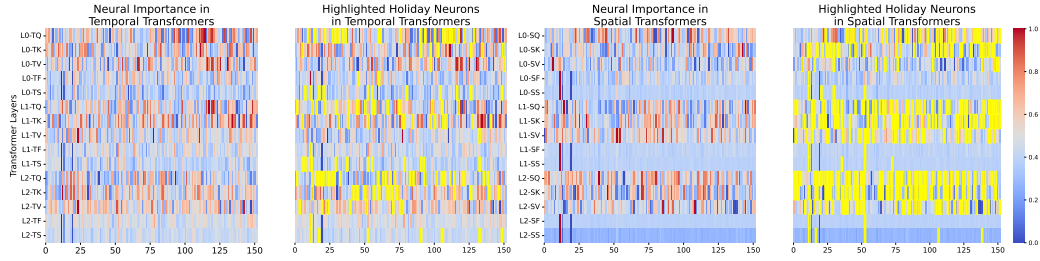 Neural Importance in
Temporal Transformers
Highlighted Holiday Neurons
in Temporal Transformers
Neural Importance in
Spatial Transformers
Highlighted Holiday Neurons
in Spatial Transformers
Transformer Layers
L0-TQ
L0-TK
L0-TV
L0-TF
L0-TS
L1-TQ
L1-TK
L1-TV
L1-TF
L1-TS
L2-TQ
L2-TK
L2-TV
L2-TF
L2-TS
0 25 50 75 100 125 150
0 25 50 75 100 125 150
L0-SQ
L0-SK
L0-SV
L0-SF
L0-SS
L1-SQ
L1-SK
L1-SV
L1-SF
L1-SS
L2-SQ
L2-SK
L2-SV
L2-SF
L2-SS
0 25 50 75 100 125 150
0 25 50 75 100 125 150
1.0
0.8
0.6
0.4
0.2
0.0